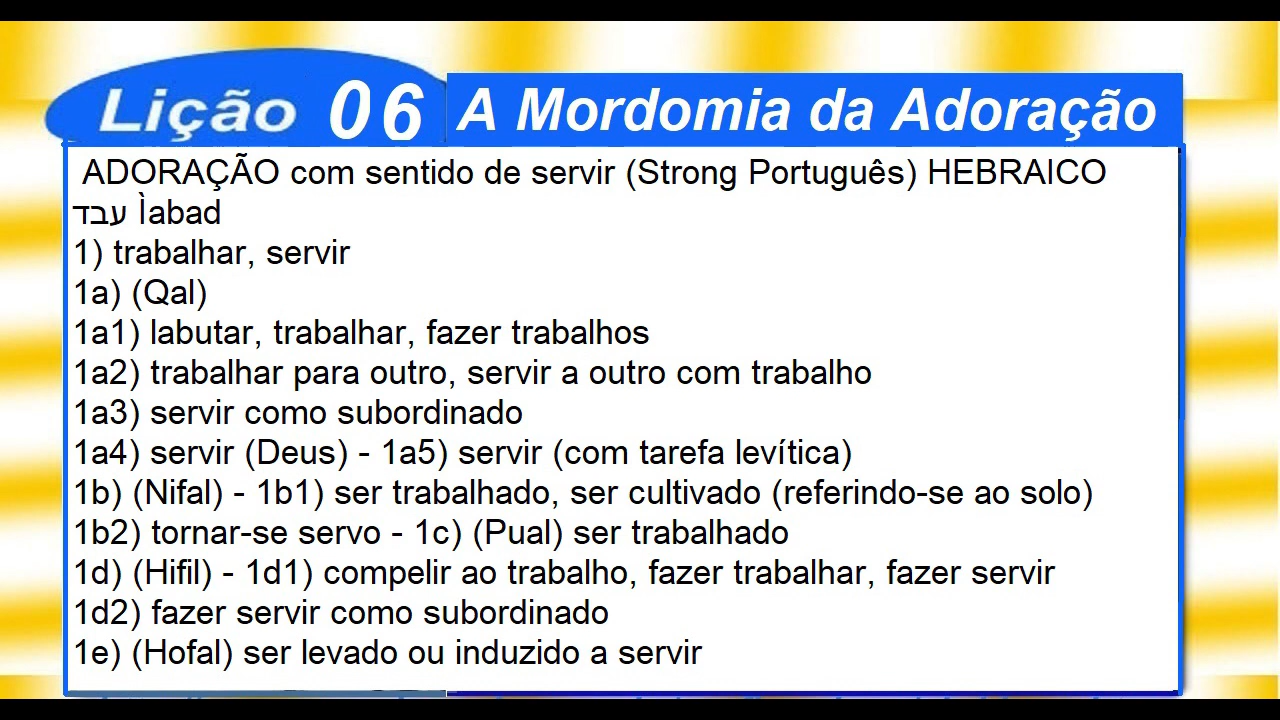 Lição 06 A Mordomia da Adoração
ADORAÇÃO com sentido de servir (Strong Português) HEBRAICO
עבד Ìabad
1) trabalhar, servir
1a) (Qal)
1a1) labutar, trabalhar, fazer trabalhos
1a2) trabalhar para outro, servir a outro com trabalho
1a3) servir como subordinado
1a4) servir (Deus) - 1a5) servir (com tarefa levítica)
1b) (Nifal) - 1b1) ser trabalhado, ser cultivado (referindo-se ao solo)
1b2) tornar-se servo - 1c) (Pual) ser trabalhado
1d) (Hifil) - 1d1) compelir ao trabalho, fazer trabalhar, fazer servir
1d2) fazer servir como subordinado
1e) (Hofal) ser levado ou induzido a servir